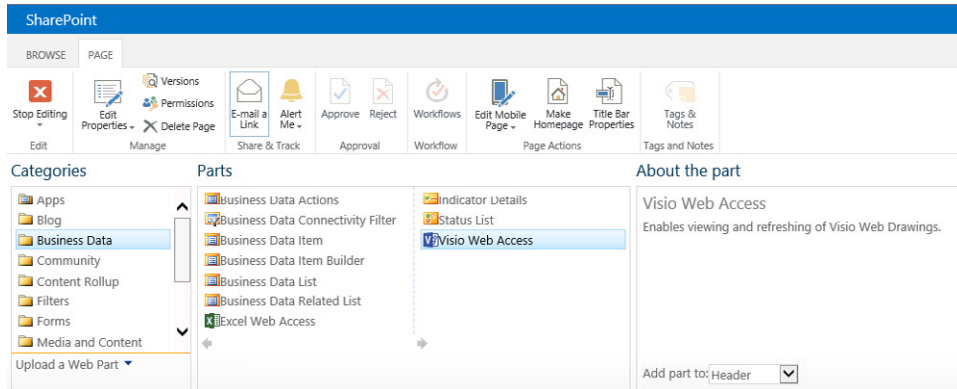 SharePoint
BROWSE PAGE
Stop Editing
Edit
Properties
Versions
Permissions
Delete Page
E-mail a
Link
Alert
Me
Approve
Reject
Workflows
Edit Mobile
Page
Make
Homepage
Title Bar
Properties
Tags &
Notes
Edit
Manage
Share & Track
Approval
Workflow
Page Actions
Tags and Notes
Categories
Apps
Blog
Business Data
Community
Content Rollup
Filters
Forms
Media and Content
Upload a Web Part
Parts
Business Data Actions
Business Data Connectivity Filter
Business Data Item
Business Data Item Builder
Business Data List
Business Data Related List
Excel Web Access
Indicator Details
Status List
Visio Web Access
About the part
Visio Web Access
Enables viewing and refreshing of Visio Web Drawings.
Add part to: Header